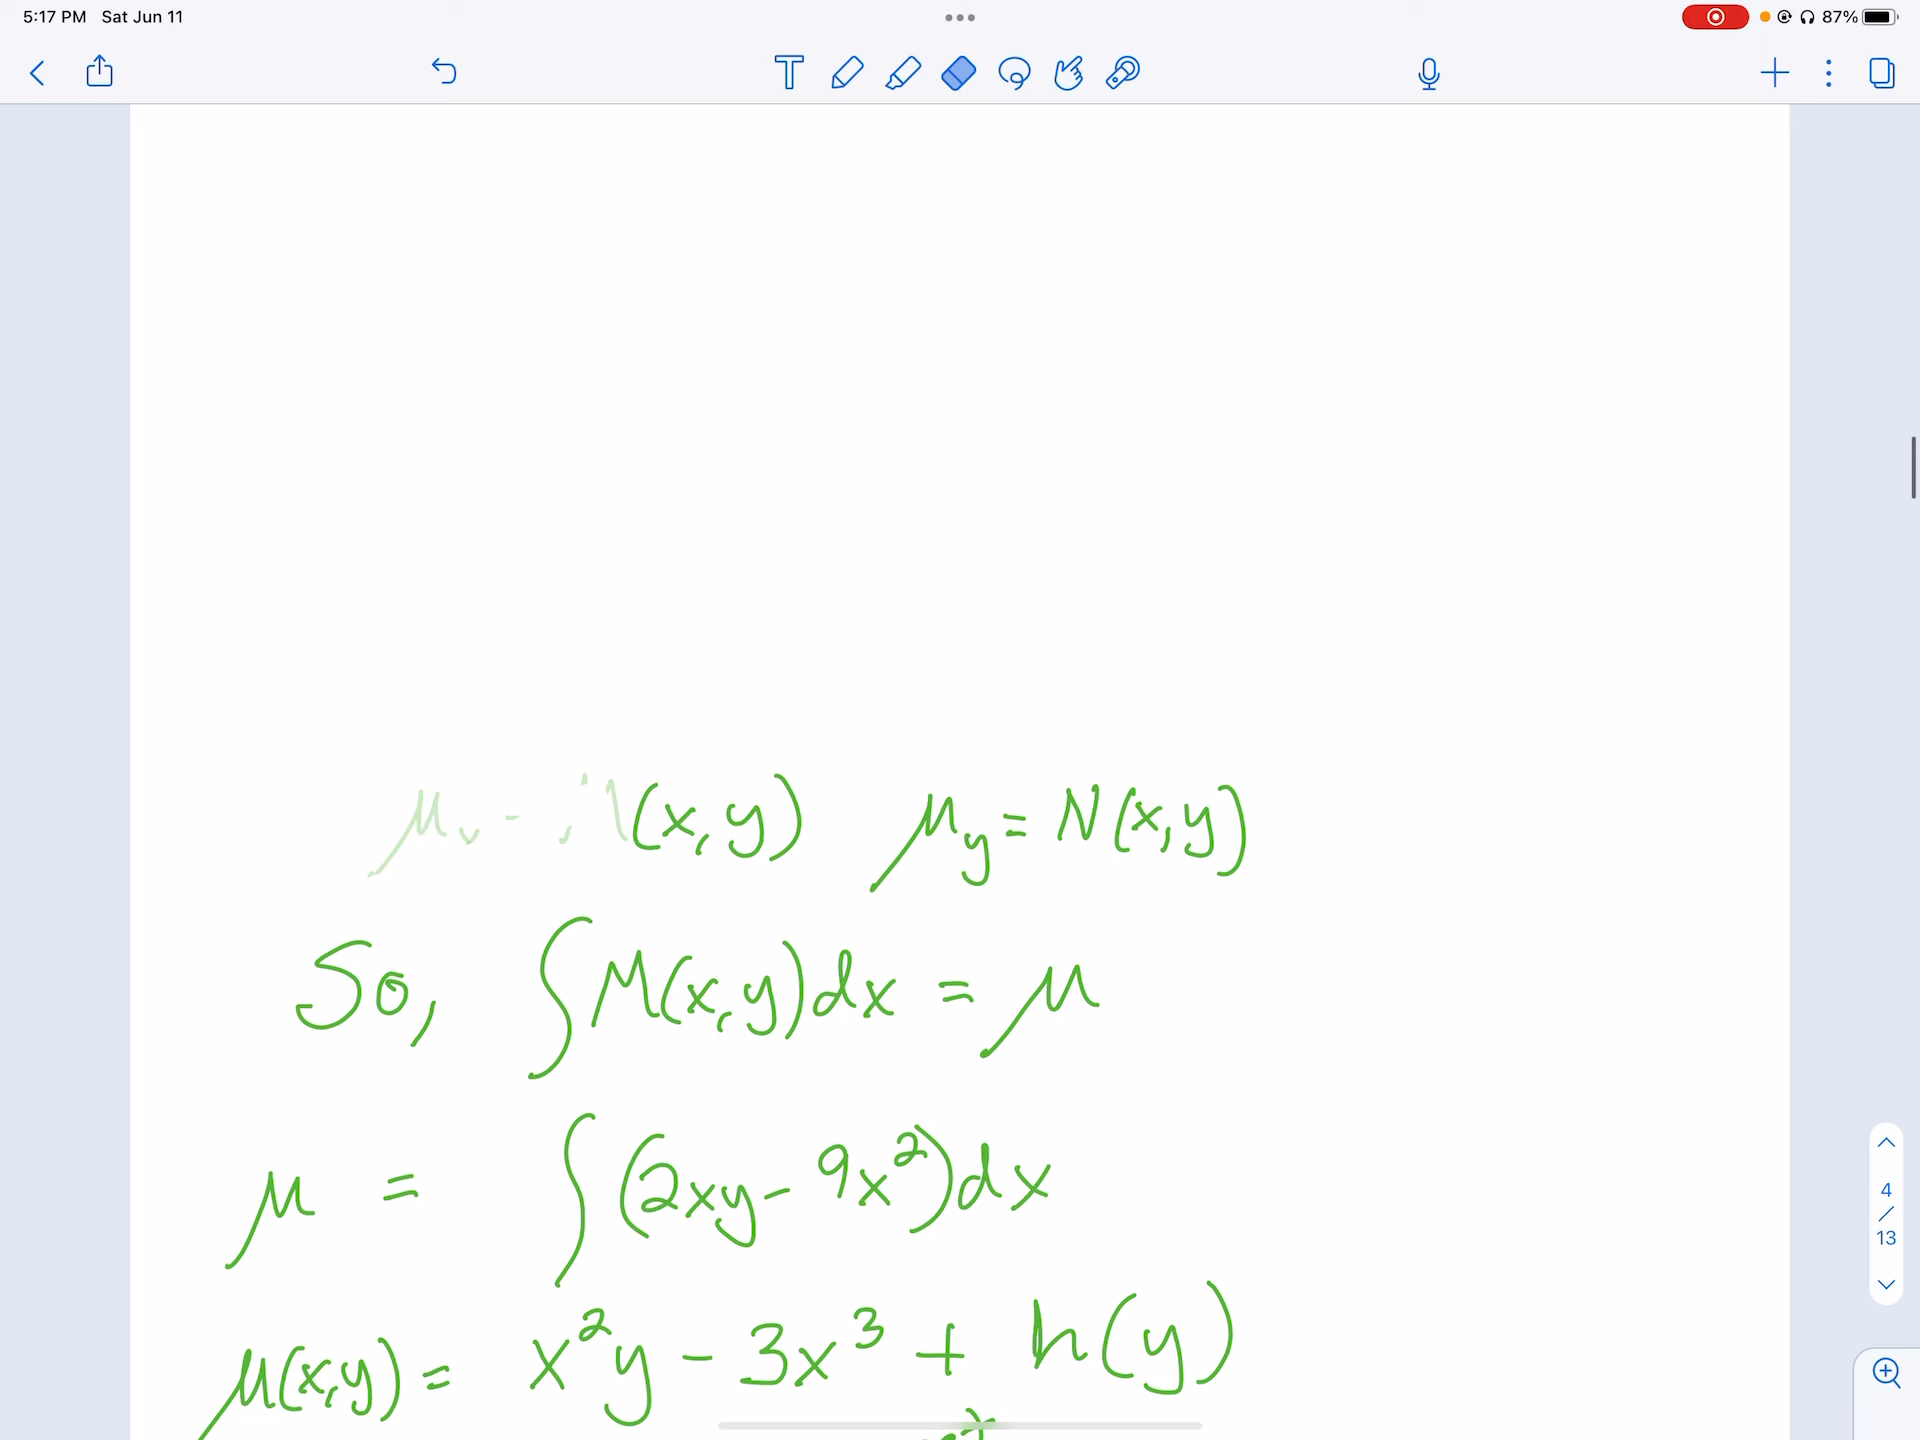 5:17 PM Sat Jun 11
87%
T
(x,y) μy = N(x,y)
So, ∫M(x,y)dx = μ
μ = ∫(2xy - 9x²)dx
μ(x,y) = x²y - 3x³ + h(y)
4
/
13